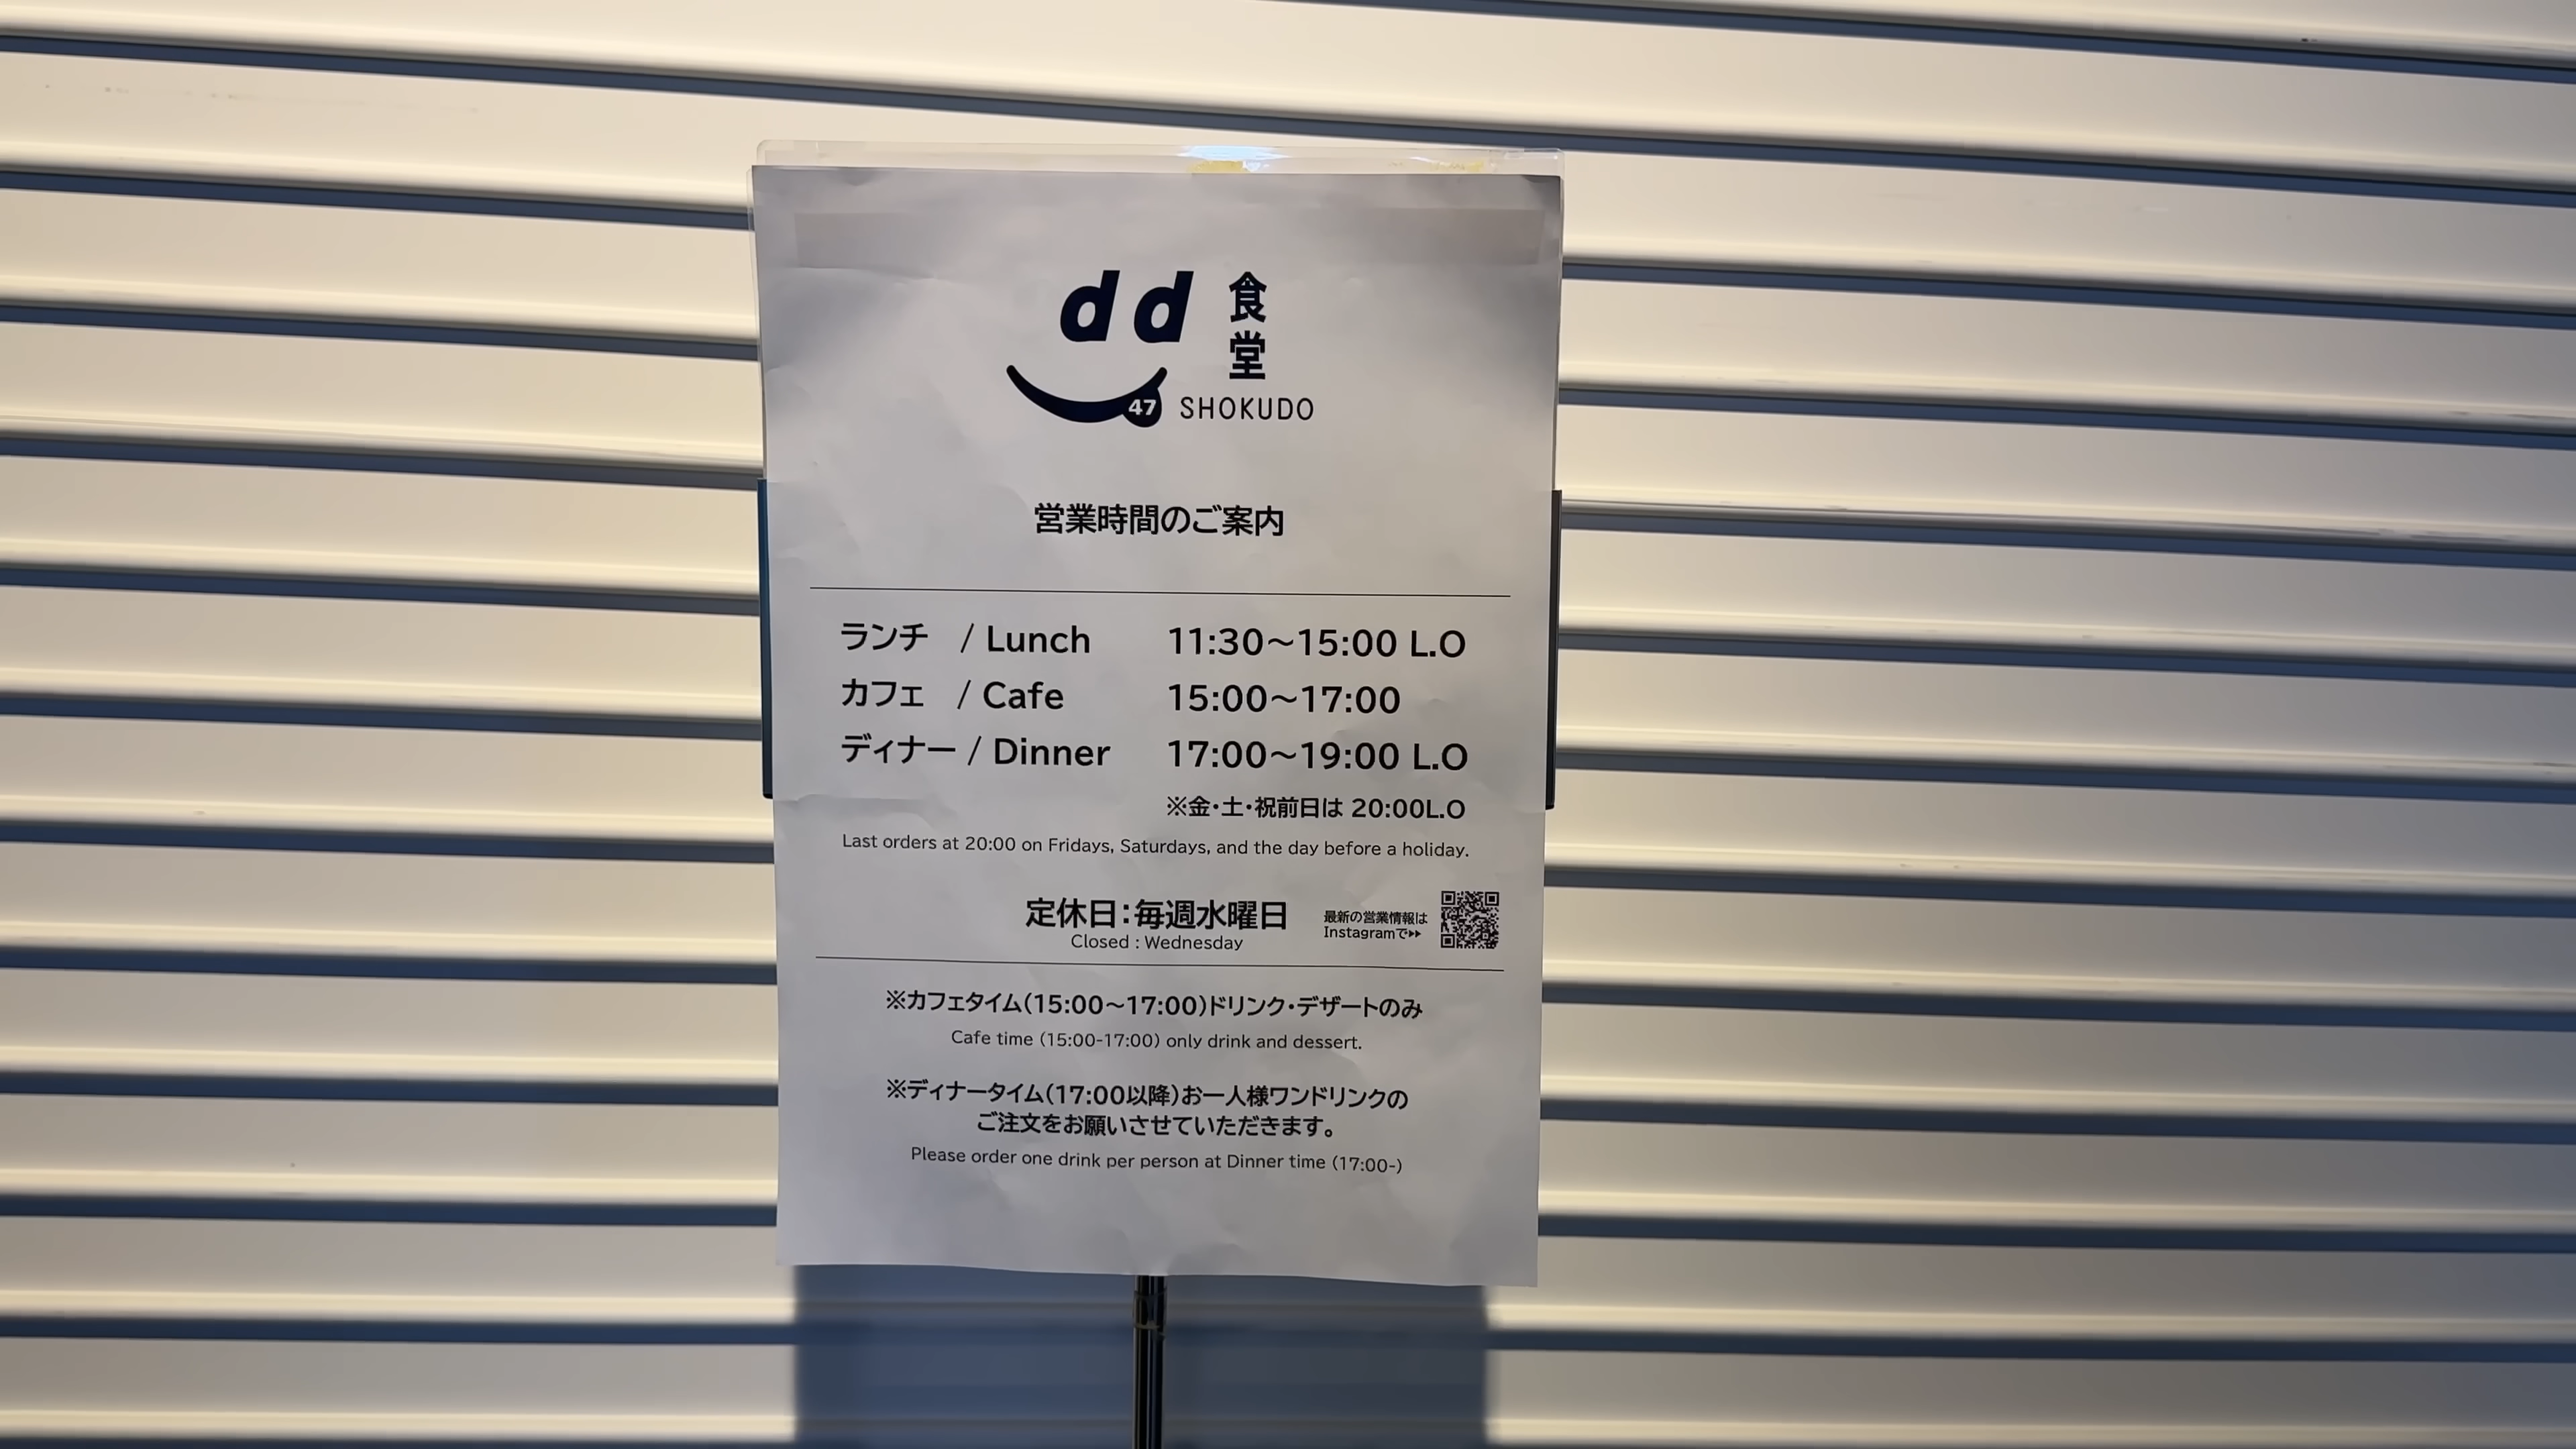 dd 食堂
47 SHOKUDO
営業時間のご案内
ランチ / Lunch 11:30〜15:00 L.O
カフェ / Cafe 15:00〜17:00
ディナー / Dinner 17:00〜19:00 L.O
※金・土・祝前日は 20:00L.O
Last orders at 20:00 on Fridays, Saturdays, and the day before a holiday.
定休日：毎週水曜日
Closed : Wednesday
最新の営業情報は
Instagramで▸▸
※カフェタイム（15:00〜17:00）ドリンク・デザートのみ
Cafe time (15:00-17:00) only drink and dessert.
※ディナータイム（17:00以降）お一人様ワンドリンクの
ご注文をお願いさせていただきます。
Please order one drink per person at Dinner time (17:00-)